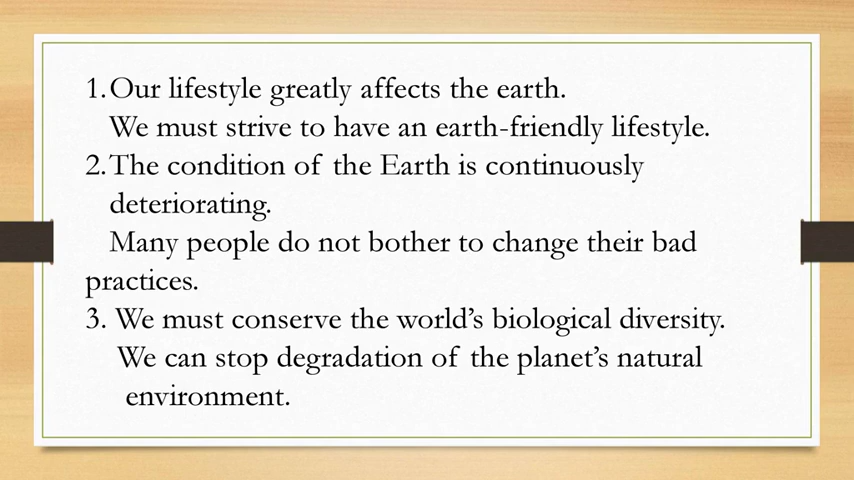 1. Our lifestyle greatly affects the earth.
We must strive to have an earth-friendly lifestyle.
2. The condition of the Earth is continuously
deteriorating.
Many people do not bother to change their bad
practices.
3. We must conserve the world’s biological diversity.
We can stop degradation of the planet’s natural
environment.